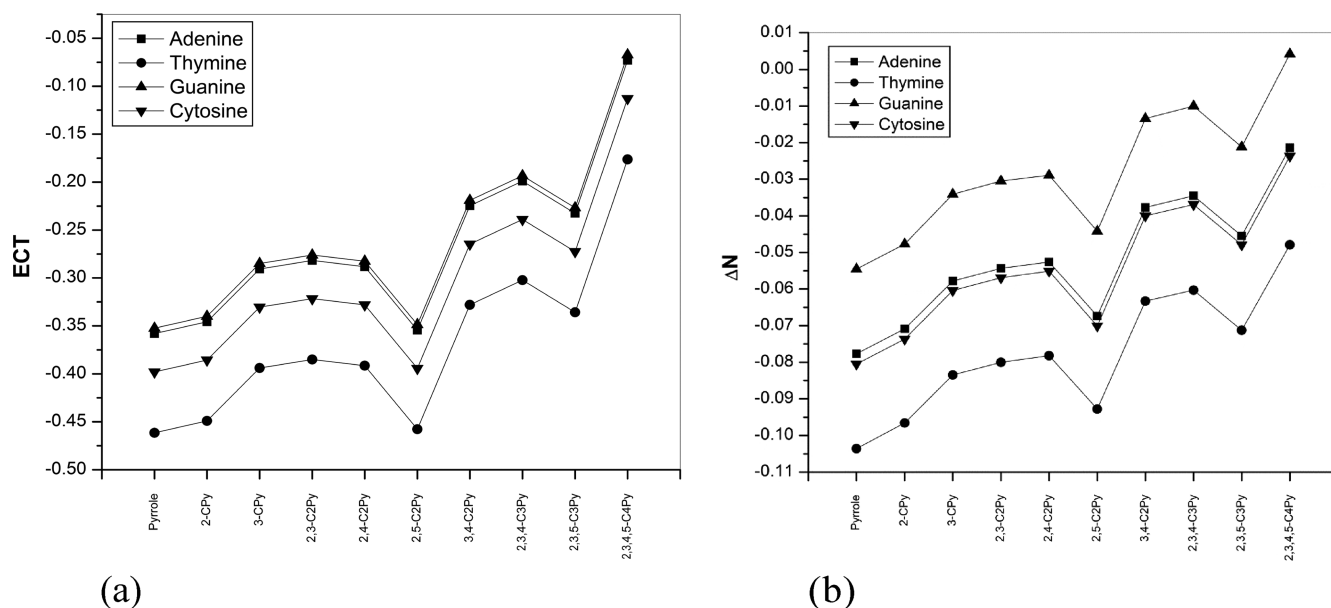 -0.05
-0.10
-0.15
-0.20
-0.25
-0.30
-0.35
-0.40
-0.45
-0.50
ECT
Adenine
Thymine
Guanine
Cytosine
Pyrrole
2-CPy
3-CPy
2,3-C2Py
2,4-C2Py
2,5-C2Py
3,4-C2Py
2,3,4-C3Py
2,3,5-C3Py
2,3,4,5-C4Py
(a)
0.01
0.00
-0.01
-0.02
-0.03
-0.04
-0.05
-0.06
-0.07
-0.08
-0.09
-0.10
-0.11
ΔN
Adenine
Thymine
Guanine
Cytosine
Pyrrole
2-CPy
3-CPy
2,3-C2Py
2,4-C2Py
2,5-C2Py
3,4-C2Py
2,3,4-C3Py
2,3,5-C3Py
2,3,4,5-C4Py
(b)